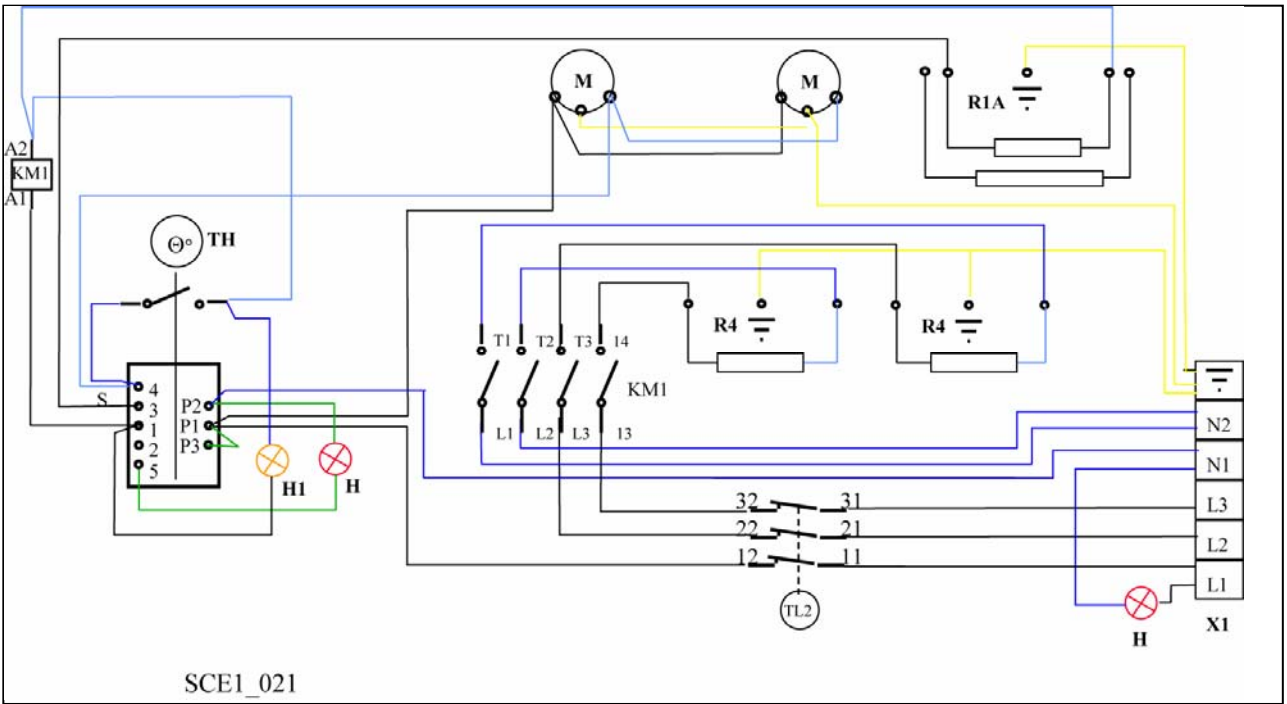 M M
R1A
A2
KM1
A1
Θ° TH
R4 R4
T1 T2 T3 14
KM1
S 4
3 P2
1 P1
2 P3
5
L1 L2 L3 13
H1 H
N2
N1
32 31 L3
22 21 L2
12 11 L1
TL2
H X1
SCE1_021